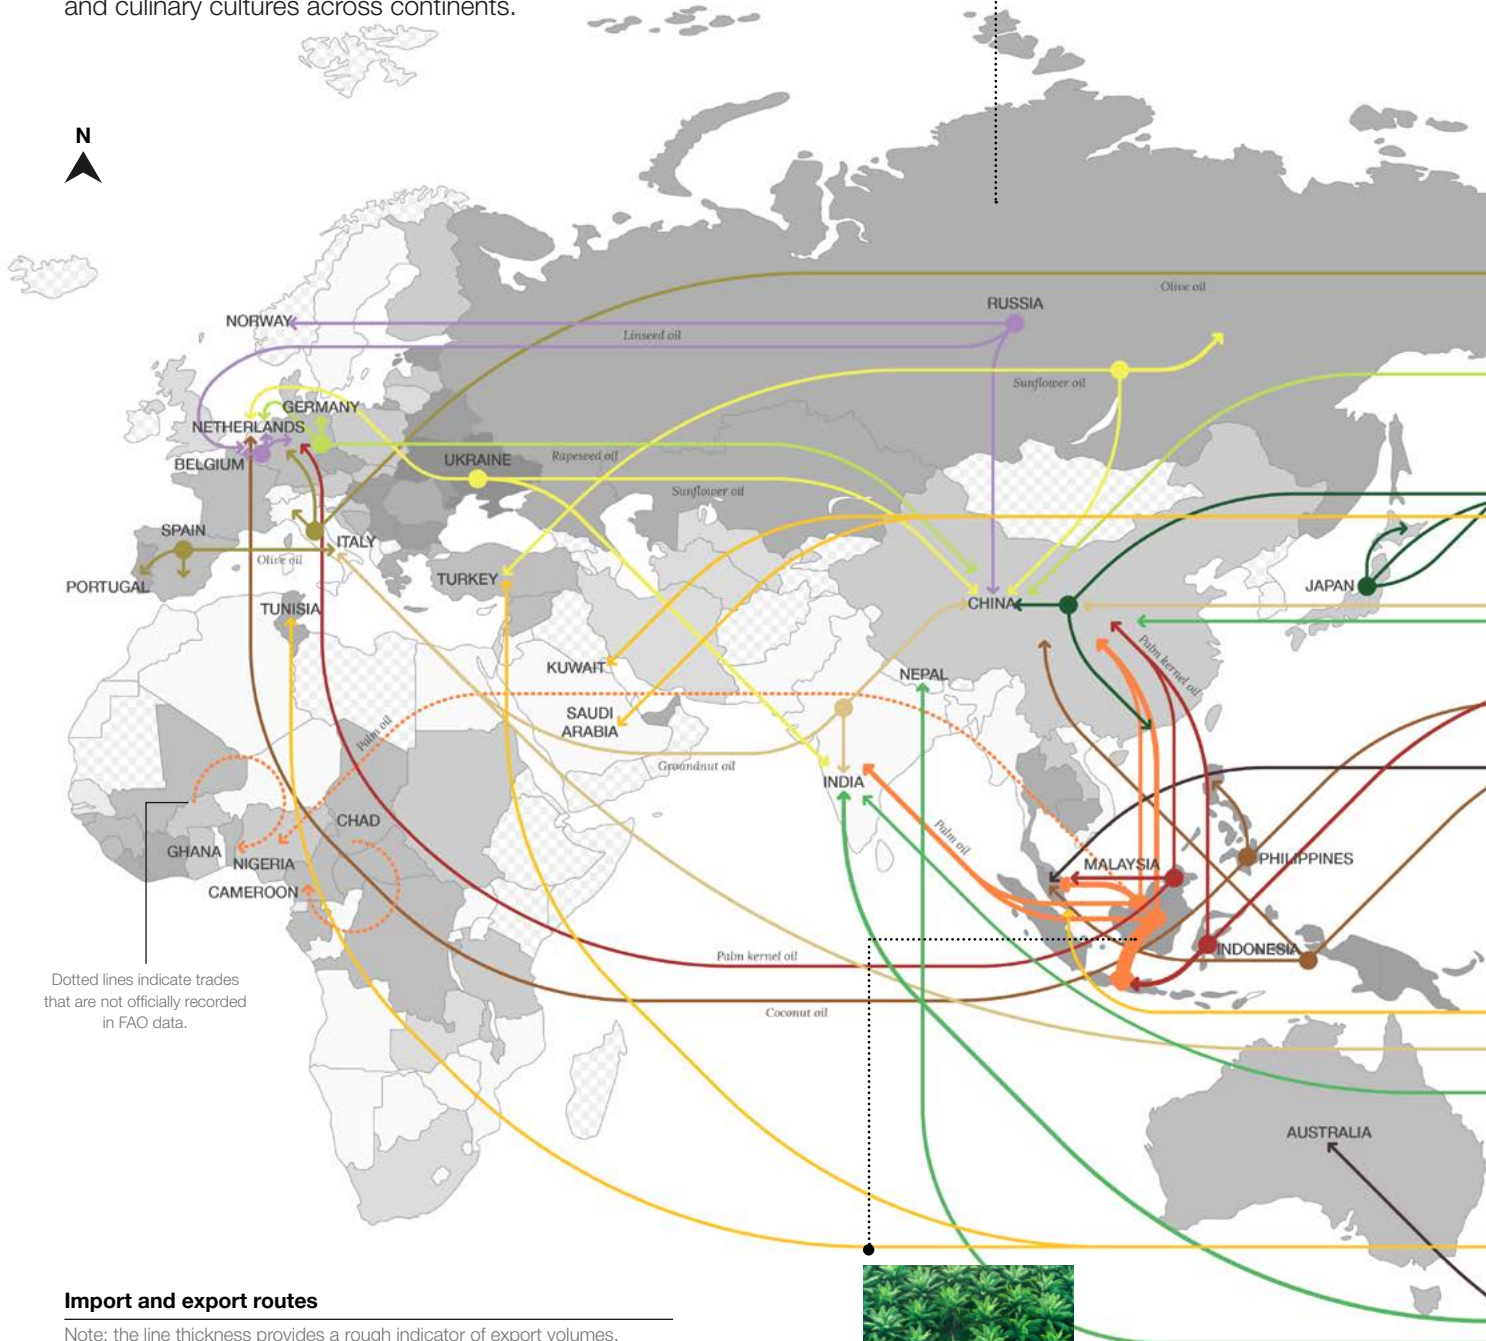 and culinary cultures across continents.
N
Olive oil
RUSSIA
NORWAY
Linseed oil
Sunflower oil
GERMANY
NETHERLANDS
BELGIUM
UKRAINE
Rapeseed oil
Sunflower oil
SPAIN
ITALY
Olive oil
PORTUGAL
TURKEY
JAPAN
TUNISIA
CHINA
KUWAIT
NEPAL
Palm kernel oil
SAUDI
ARABIA
Palm oil
Groundnut oil
INDIA
CHAD
Palm oil
GHANA
NIGERIA
MALAYSIA
PHILIPPINES
CAMEROON
INDONESIA
Palm kernel oil
Dotted lines indicate trades
that are not officially recorded
in FAO data.
Coconut oil
AUSTRALIA
Import and export routes
Note: the line thickness provides a rough indicator of export volumes.